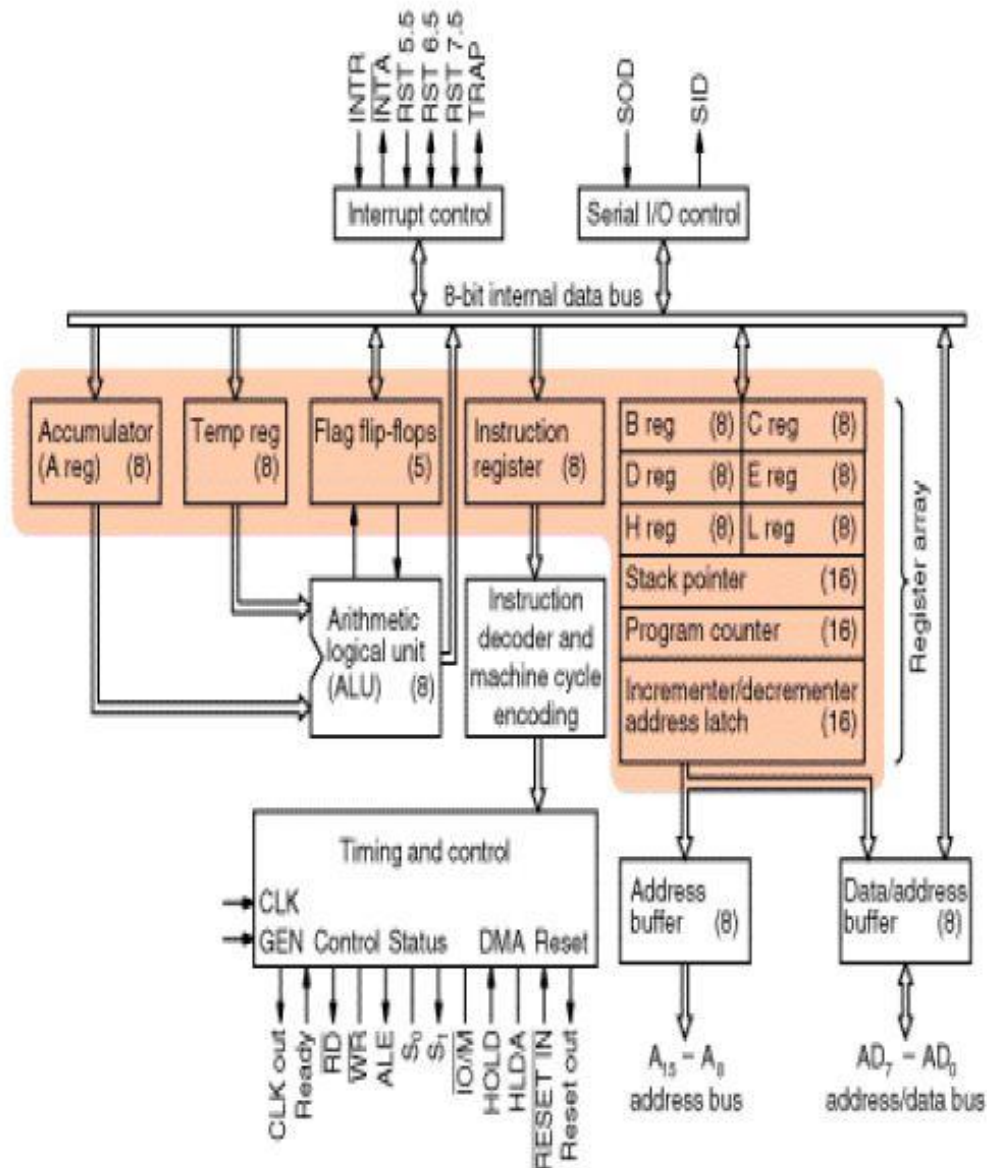 INTR
INTA
RST 5.5
RST 6.5
RST 7.5
TRAP
SOD
SID
Interrupt control
Serial I/O control
8-bit internal data bus
Accumulator
(A reg) (8)
Temp reg
(8)
Flag flip-flops
(5)
Instruction
register (8)
B reg (8) C reg (8)
D reg (8) E reg (8)
H reg (8) L reg (8)
Stack pointer (16)
Program counter (16)
Incrementer/decrementer
address latch (16)
Register array
Arithmetic
logical unit
(ALU) (8)
Instruction
decoder and
machine cycle
encoding
Timing and control
CLK
GEN Control Status DMA Reset
CLK out
Ready
RD
WR
ALE
S₀
S₁
IO/M
HOLD
HLDA
RESET IN
Reset out
Address
buffer (8)
Data/address
buffer (8)
A₁₅ – A₈
address bus
AD₇ – AD₀
address/data bus